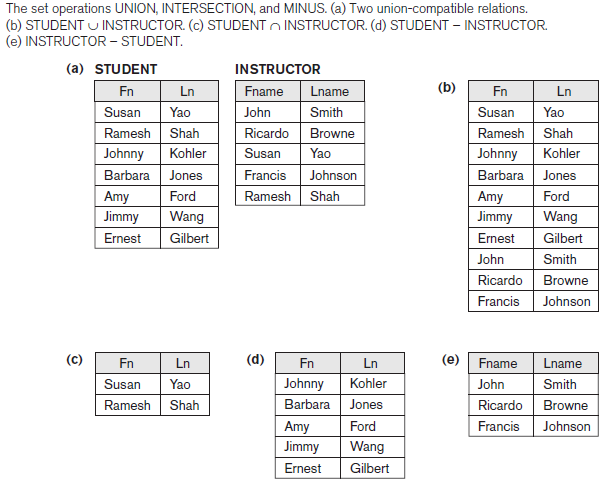 The set operations UNION, INTERSECTION, and MINUS. (a) Two union-compatible relations.
(b) STUDENT ∪ INSTRUCTOR. (c) STUDENT ∩ INSTRUCTOR. (d) STUDENT − INSTRUCTOR.
(e) INSTRUCTOR − STUDENT.
(a) STUDENT
Fn Ln
Susan Yao
Ramesh Shah
Johnny Kohler
Barbara Jones
Amy Ford
Jimmy Wang
Ernest Gilbert
INSTRUCTOR
Fname Lname
John Smith
Ricardo Browne
Susan Yao
Francis Johnson
Ramesh Shah
(b)
Fn Ln
Susan Yao
Ramesh Shah
Johnny Kohler
Barbara Jones
Amy Ford
Jimmy Wang
Ernest Gilbert
John Smith
Ricardo Browne
Francis Johnson
(c)
Fn Ln
Susan Yao
Ramesh Shah
(d)
Fn Ln
Johnny Kohler
Barbara Jones
Amy Ford
Jimmy Wang
Ernest Gilbert
(e)
Fname Lname
John Smith
Ricardo Browne
Francis Johnson